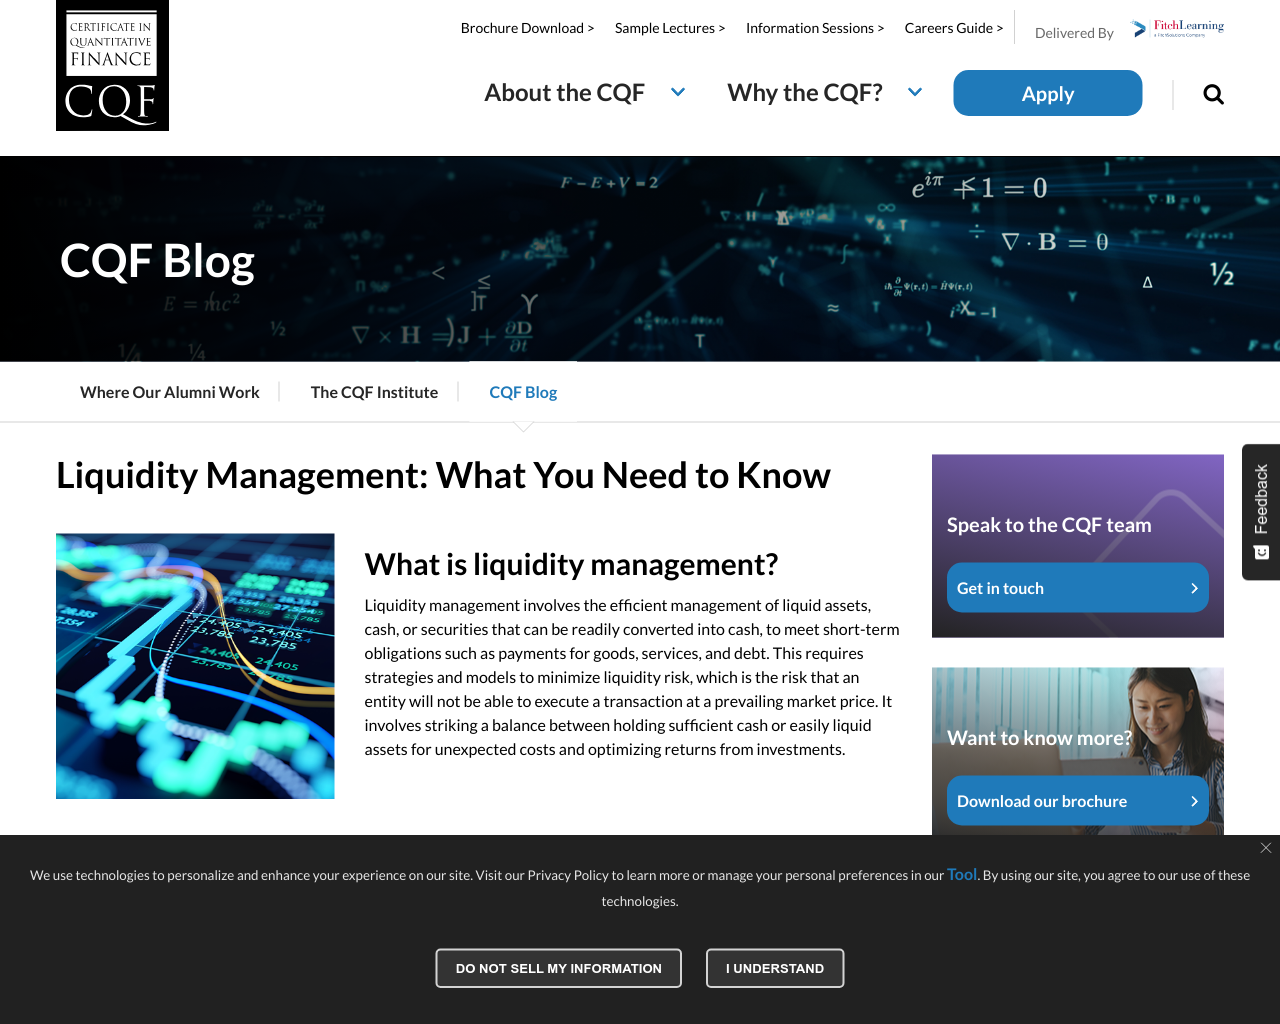 CERTIFICATE IN
QUANTITATIVE
FINANCE
CQF
Brochure Download >
Sample Lectures >
Information Sessions >
Careers Guide >
Delivered By
FitchLearning
About the CQF
Why the CQF?
Apply
F − E + V = 2
∇ · B = 0
½
E = mc²
CQF Blog
Where Our Alumni Work
The CQF Institute
CQF Blog
Liquidity Management: What You Need to Know
What is liquidity management?
Liquidity management involves the efficient management of liquid assets,
cash, or securities that can be readily converted into cash, to meet short-term
obligations such as payments for goods, services, and debt. This requires
strategies and models to minimize liquidity risk, which is the risk that an
entity will not be able to execute a transaction at a prevailing market price. It
involves striking a balance between holding sufficient cash or easily liquid
assets for unexpected costs and optimizing returns from investments.
24,405
23,785
Speak to the CQF team
Get in touch
Want to know more?
Download our brochure
Feedback
We use technologies to personalize and enhance your experience on our site. Visit our Privacy Policy to learn more or manage your personal preferences in our Tool. By using our site, you agree to our use of these
technologies.
DO NOT SELL MY INFORMATION
I UNDERSTAND